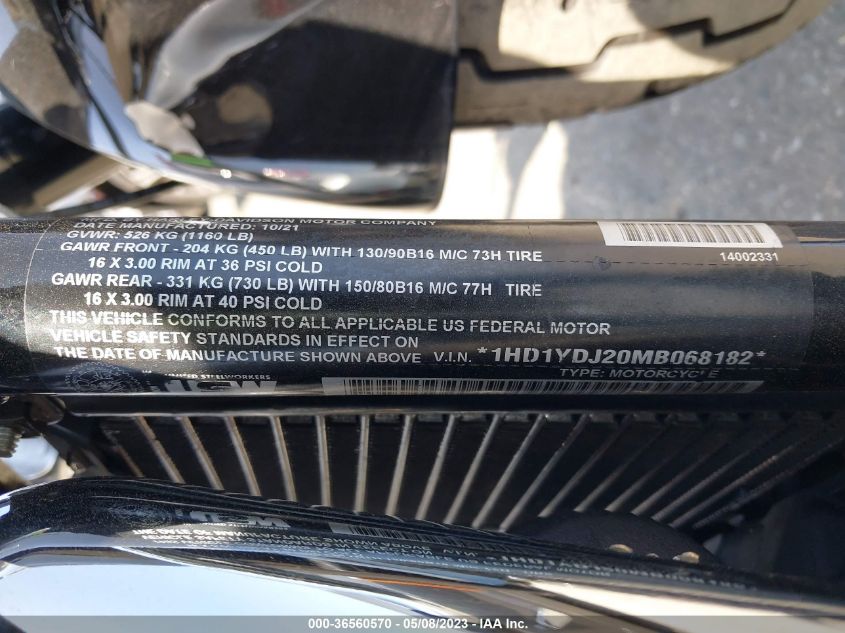 DAVIDSON MOTOR COMPANY
DATE MANUFACTURED: 10/21
GVWR: 526 KG (1160 LB)
GAWR FRONT - 204 KG (450 LB) WITH 130/90B16 M/C 73H TIRE
16 X 3.00 RIM AT 36 PSI COLD
GAWR REAR - 331 KG (730 LB) WITH 150/80B16 M/C 77H TIRE
16 X 3.00 RIM AT 40 PSI COLD
THIS VEHICLE CONFORMS TO ALL APPLICABLE US FEDERAL MOTOR
VEHICLE SAFETY STANDARDS IN EFFECT ON
THE DATE OF MANUFACTURE SHOWN ABOVE V.I.N. *1HD1YDJ20MB068182*
14002331
TYPE: MOTORCYCLE
STEELWORKERS
000-36560570 - 05/08/2023 - IAA Inc.